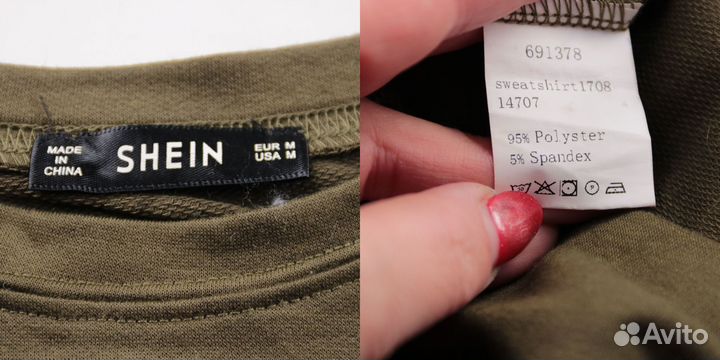 MADE
IN
CHINA
SHEIN
EUR M
USA M
691378
sweatshirt1708
14707
95% Polyster
5% Spandex
Avito